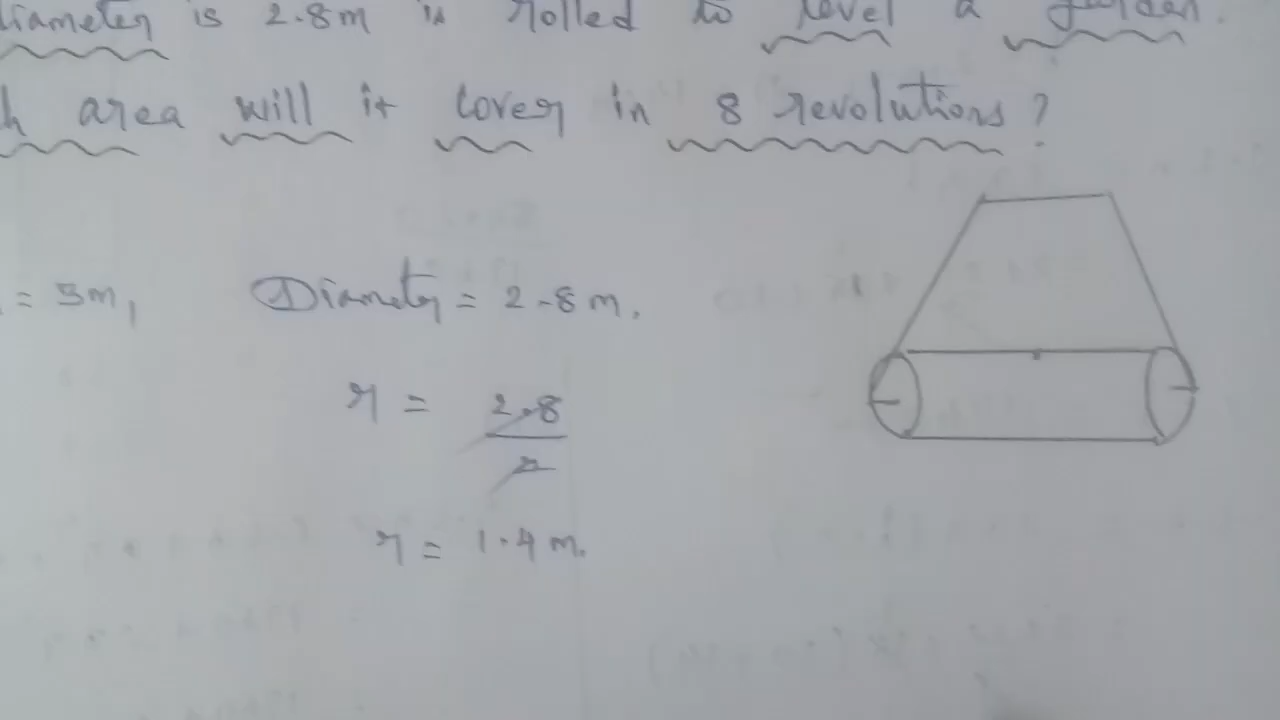 diameter is 2.8m is rolled to level a garden.
h area will it cover in 8 revolutions?
= 3m, Diameter = 2.8 m.
r = 2.8
2
r = 1.4 m.